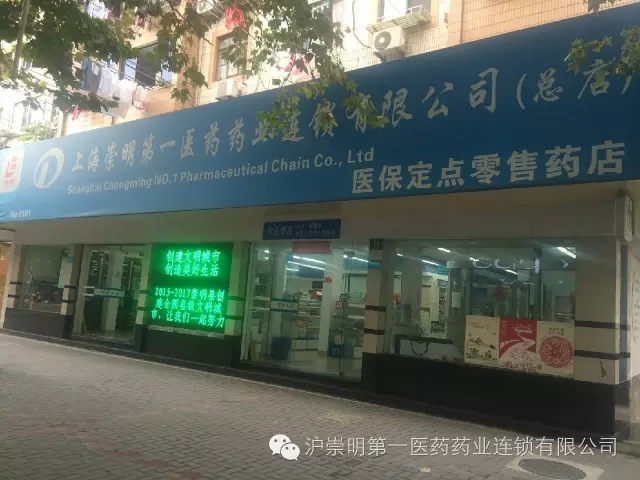 上海崇明第一医药药业连锁有限公司(总店)
Shanghai Chongming NO.1 Pharmaceutical Chain Co., Ltd
医保定点零售药店
No 0181
创建文明城市
创造美好生活
2015-2017崇明县创
建全国县级文明城
市，让我们一起努力
沪崇明第一医药药业连锁有限公司